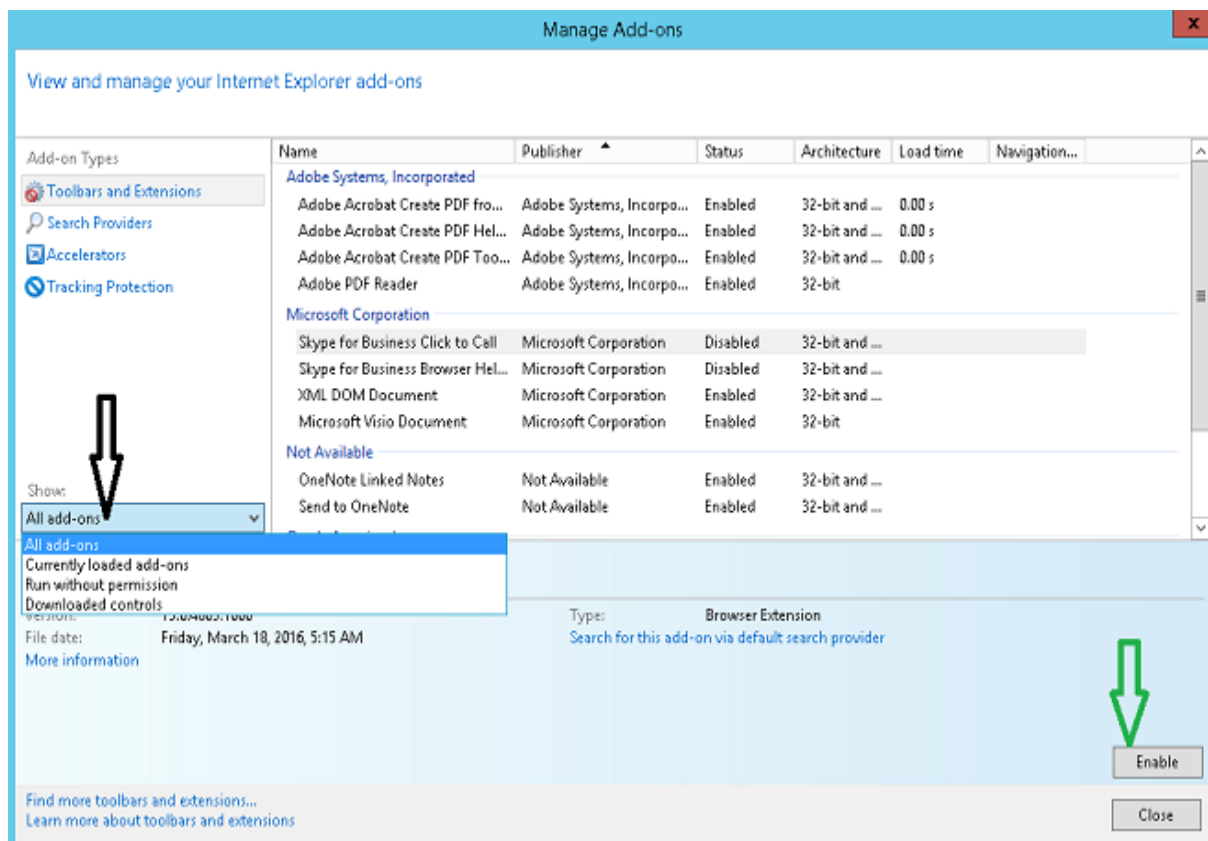 Manage Add-ons
x
View and manage your Internet Explorer add-ons
Add-on Types
Toolbars and Extensions
Search Providers
Accelerators
Tracking Protection
Show:
All add-ons
All add-ons
Currently loaded add-ons
Run without permission
Downloaded controls
Name Publisher Status Architecture Load time Navigation...
Adobe Systems, Incorporated
Adobe Acrobat Create PDF fro... Adobe Systems, Incorpo... Enabled 32-bit and ... 0.00 s
Adobe Acrobat Create PDF Hel... Adobe Systems, Incorpo... Enabled 32-bit and ... 0.00 s
Adobe Acrobat Create PDF Too... Adobe Systems, Incorpo... Enabled 32-bit and ... 0.00 s
Adobe PDF Reader Adobe Systems, Incorpo... Enabled 32-bit
Microsoft Corporation
Skype for Business Click to Call Microsoft Corporation Disabled 32-bit and ...
Skype for Business Browser Hel... Microsoft Corporation Disabled 32-bit and ...
XML DOM Document Microsoft Corporation Enabled 32-bit and ...
Microsoft Visio Document Microsoft Corporation Enabled 32-bit
Not Available
OneNote Linked Notes Not Available Enabled 32-bit and ...
Send to OneNote Not Available Enabled 32-bit and ...
Version: Type: Browser Extension
File date: Friday, March 18, 2016, 5:15 AM Search for this add-on via default search provider
More information
Enable
Find more toolbars and extensions...
Learn more about toolbars and extensions
Close